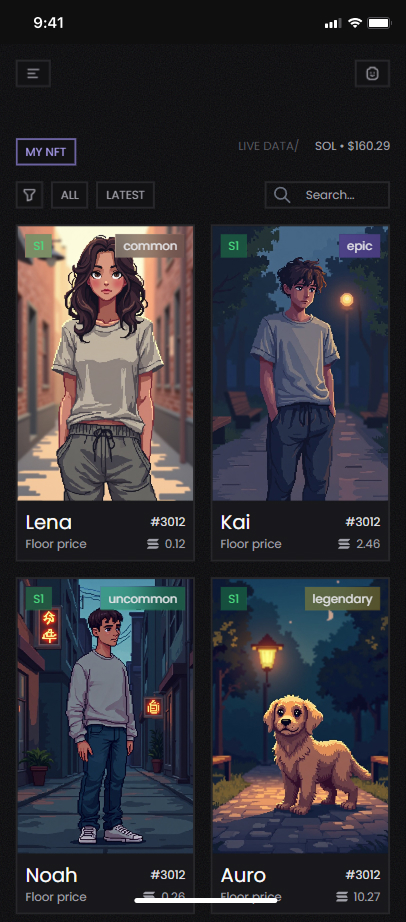 9:41
MY NFT
LIVE DATA/ SOL • $160.29
ALL LATEST Search...
S1 common
Lena #3012
Floor price 0.12
S1 epic
Kai #3012
Floor price 2.46
S1 uncommon
Noah #3012
Floor price 0.26
S1 legendary
Auro #3012
Floor price 10.27